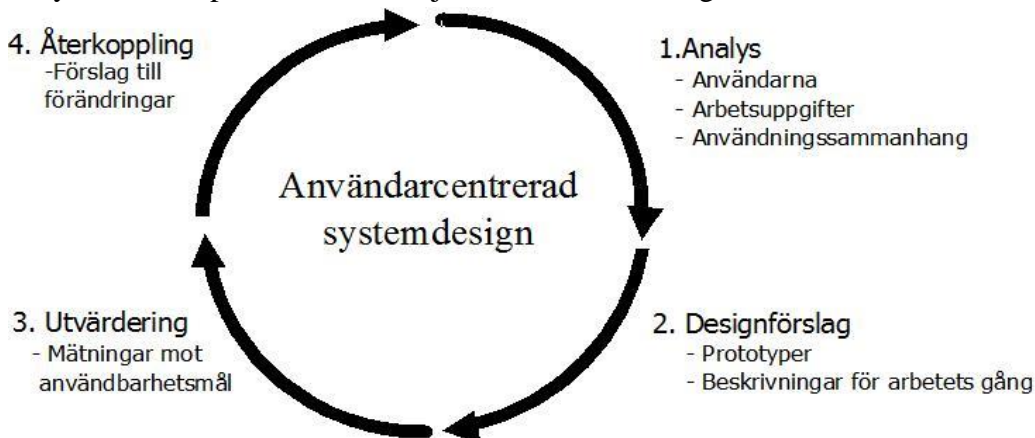 4. Återkoppling
-Förslag till
förändringar
1.Analys
- Användarna
- Arbetsuppgifter
- Användningssammanhang
Användarcentrerad
systemdesign
3. Utvärdering
- Mätningar mot
användbarhetsmål
2. Designförslag
- Prototyper
- Beskrivningar för arbetets gång